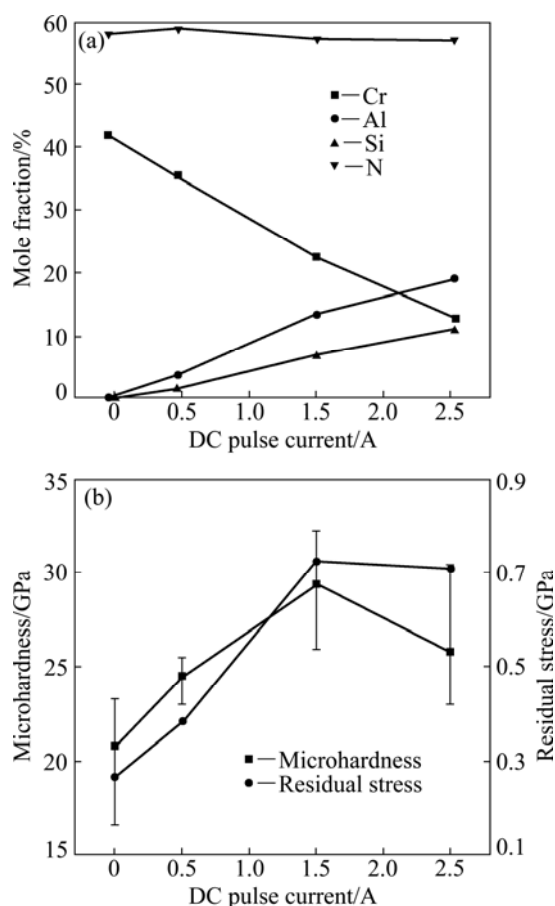 60
(a)
50
40
30
20
10
0
Mole fraction/%
Cr
Al
Si
N
0 0.5 1.0 1.5 2.0 2.5
DC pulse current/A
35
(b)
30
25
20
15
Microhardness/GPa
0.9
0.7
0.5
0.3
0.1
Residual stress/GPa
Microhardness
Residual stress
0 0.5 1.0 1.5 2.0 2.5
DC pulse current/A